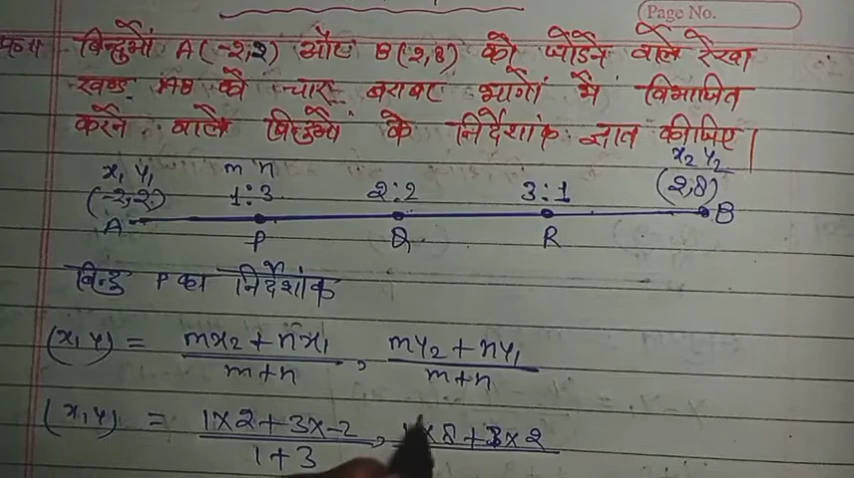 Page No.
बिन्दुओं A(-2,2) और B(2,8) को जोडने वाले रेखा
खण्ड AB को चार बराबर भागों में विभाजित
करने वाले बिन्दुओं के निर्देशांक ज्ञात कीजिए।
x₁ y₁ m n x₂ y₂
(-2,2) 1:3 2:2 3:1 (2,8)
A P Q R B
बिन्दु P का निर्देशांक
(x,y) = mx₂+nx₁/m+n , my₂+ny₁/m+n
(x,y) = 1×2+3×-2/1+3 , 1×8+3×2